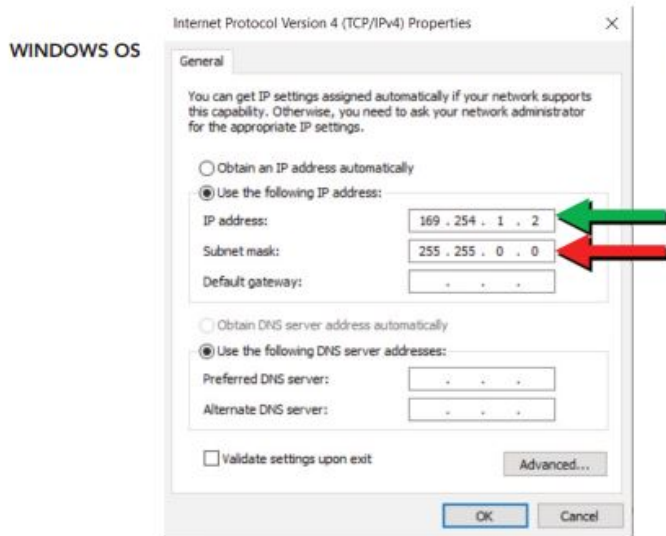 Internet Protocol Version 4 (TCP/IPv4) Properties
WINDOWS OS
General
You can get IP settings assigned automatically if your network supports
this capability. Otherwise, you need to ask your network administrator
for the appropriate IP settings.
Obtain an IP address automatically
Use the following IP address:
IP address: 169 . 254 . 1 . 2
Subnet mask: 255 . 255 . 0 . 0
Default gateway: . . .
Obtain DNS server address automatically
Use the following DNS server addresses:
Preferred DNS server: . . .
Alternate DNS server: . . .
Validate settings upon exit
Advanced...
OK Cancel